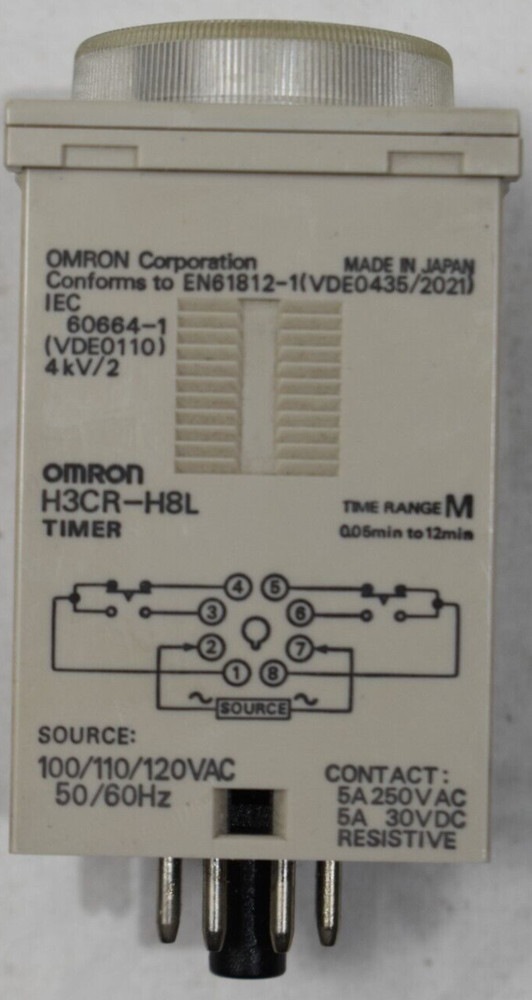 OMRON Corporation MADE IN JAPAN
Conforms to EN61812-1(VDE0435/2021)
IEC
60664-1
(VDE0110)
4kV/2
OMRON
H3CR-H8L
TIMER
TIME RANGE M
0.05min to 12min
4 5
3 6
2 7
1 8
~ SOURCE ~
SOURCE:
100/110/120VAC
50/60Hz
CONTACT:
5A 250VAC
5A 30VDC
RESISTIVE